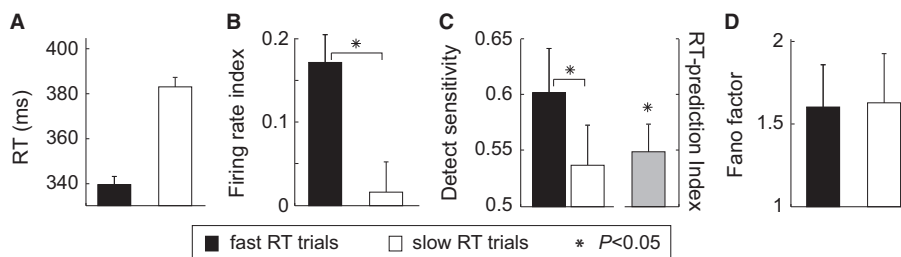 A
RT (ms)
400
380
360
340
B
Firing rate index
0.2
0.1
0
*
C
Detect sensitivity
0.65
0.6
0.55
0.5
*
*
RT-prediction Index
D
Fano factor
2
1.5
1
fast RT trials slow RT trials * P<0.05